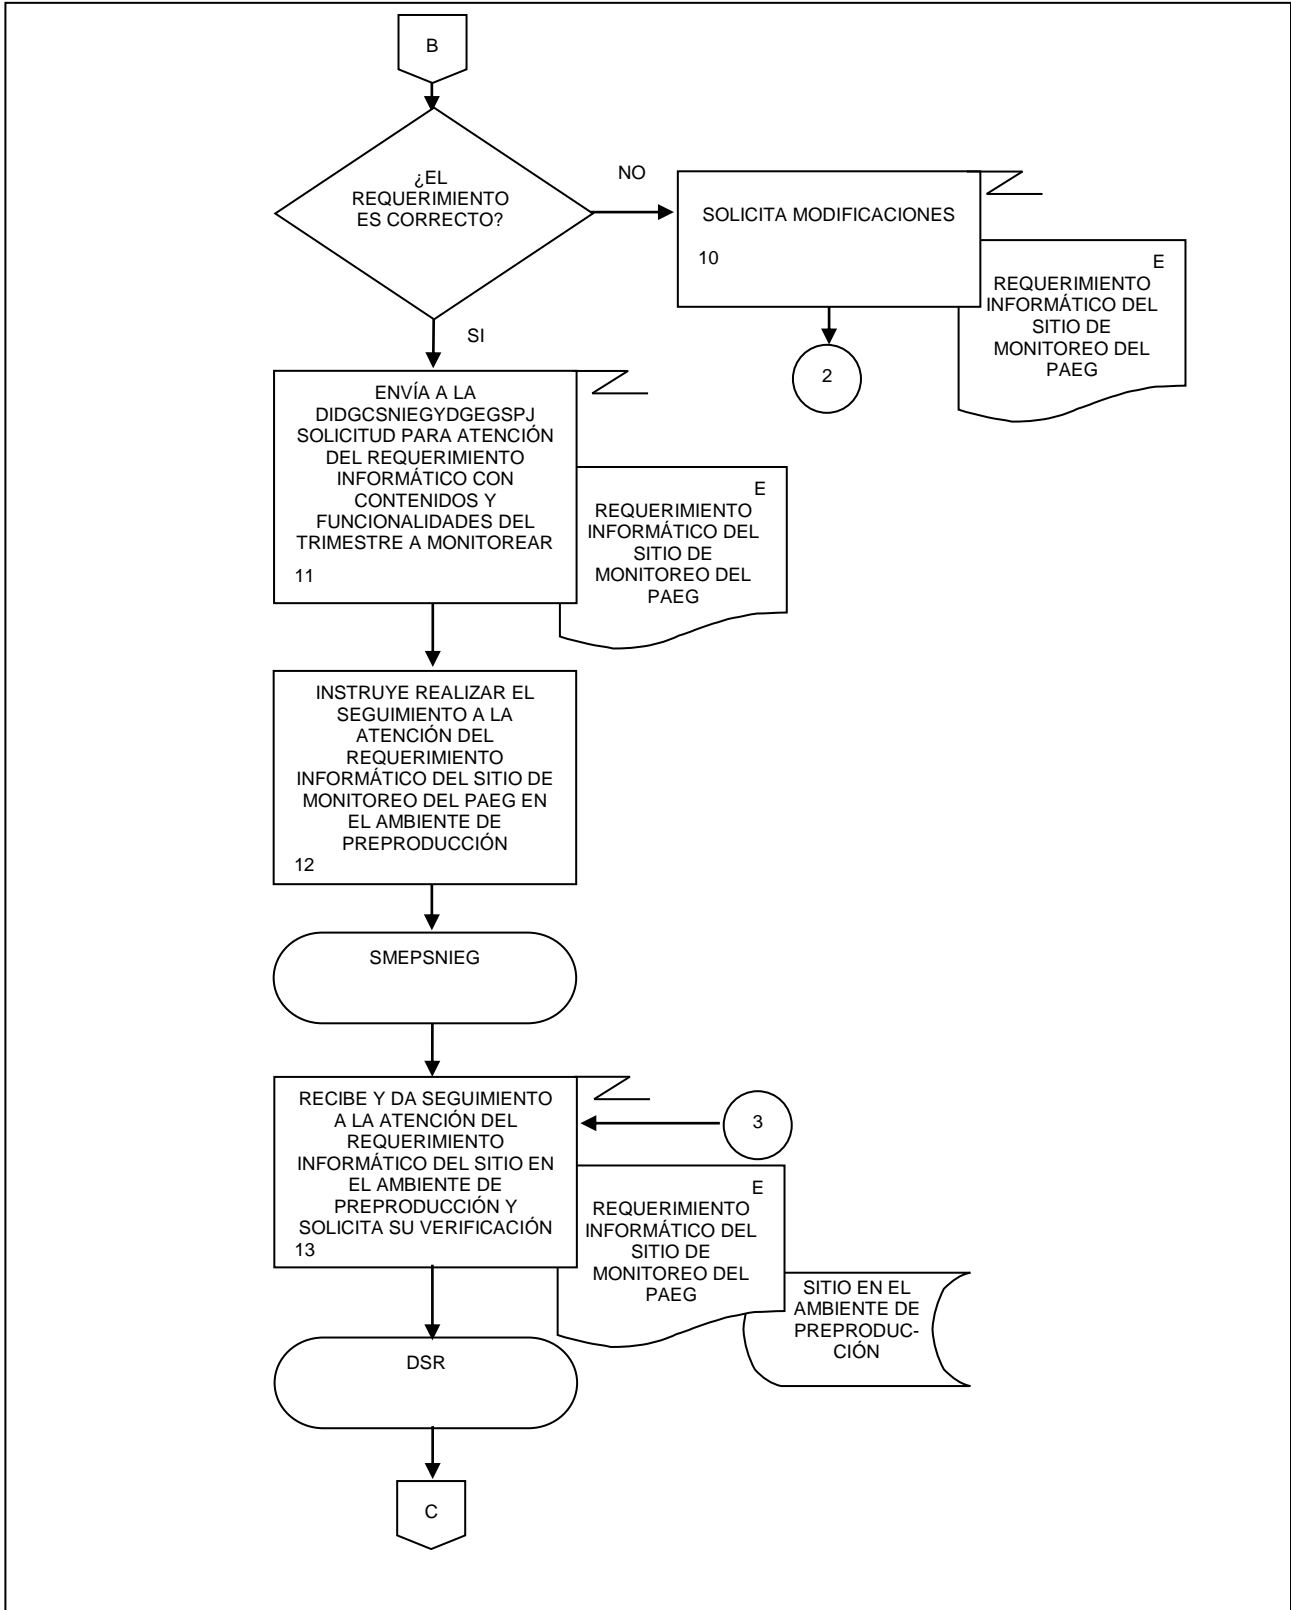 B
¿EL
REQUERIMIENTO
ES CORRECTO?
NO
SOLICITA MODIFICACIONES
10
E
REQUERIMIENTO
INFORMÁTICO DEL
SITIO DE
MONITOREO DEL
PAEG
2
SI
ENVÍA A LA
DIDGCSNIEGYDGEGSPJ
SOLICITUD PARA ATENCIÓN
DEL REQUERIMIENTO
INFORMÁTICO CON
CONTENIDOS Y
FUNCIONALIDADES DEL
TRIMESTRE A MONITOREAR
11
E
REQUERIMIENTO
INFORMÁTICO DEL
SITIO DE
MONITOREO DEL
PAEG
INSTRUYE REALIZAR EL
SEGUIMIENTO A LA
ATENCIÓN DEL
REQUERIMIENTO
INFORMÁTICO DEL SITIO DE
MONITOREO DEL PAEG EN
EL AMBIENTE DE
PREPRODUCCIÓN
12
SMEPSNIEG
RECIBE Y DA SEGUIMIENTO
A LA ATENCIÓN DEL
REQUERIMIENTO
INFORMÁTICO DEL SITIO EN
EL AMBIENTE DE
PREPRODUCCIÓN Y
SOLICITA SU VERIFICACIÓN
13
3
E
REQUERIMIENTO
INFORMÁTICO DEL
SITIO DE
MONITOREO DEL
PAEG
SITIO EN EL
AMBIENTE DE
PREPRODUC-
CIÓN
DSR
C